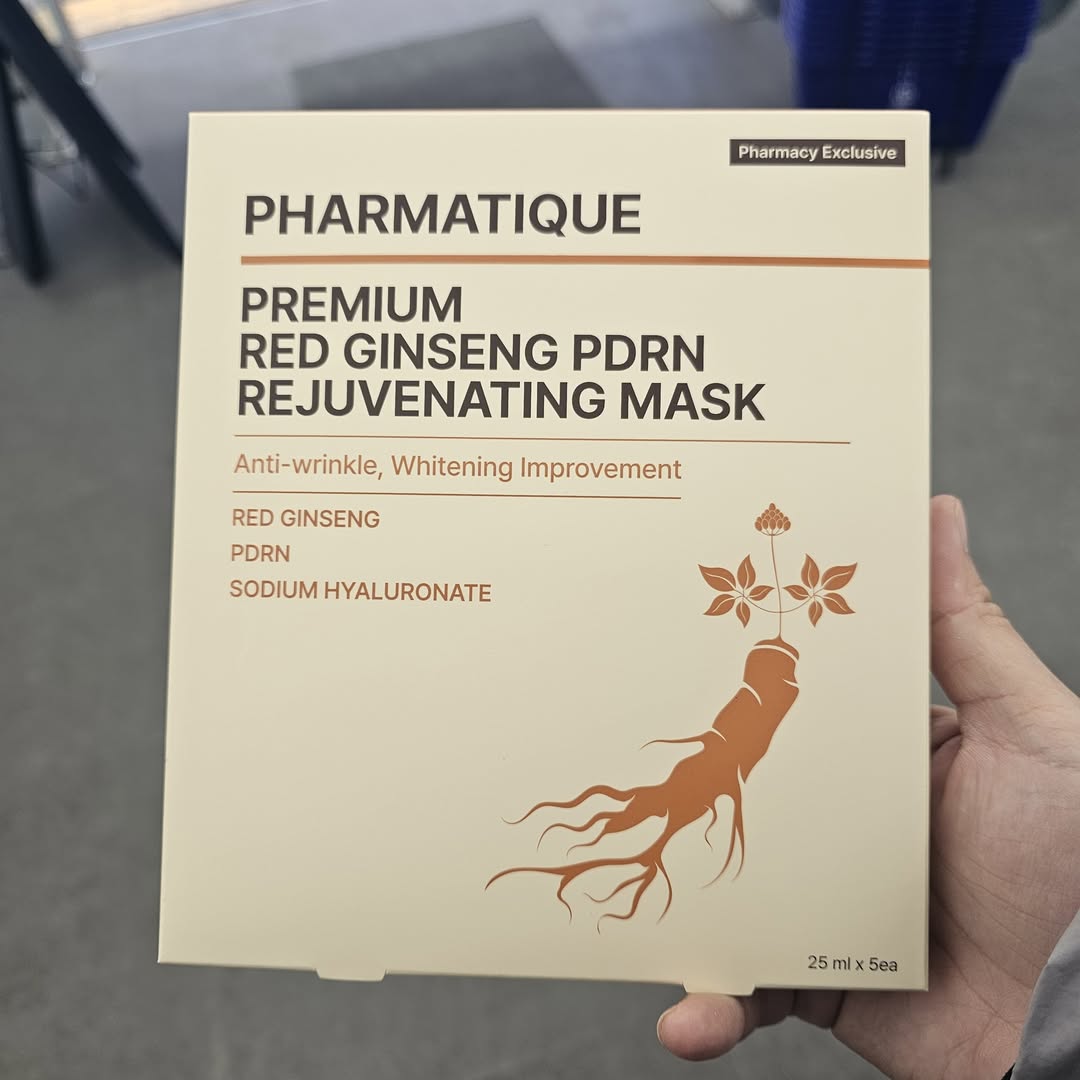 Pharmacy Exclusive
PHARMATIQUE
PREMIUM
RED GINSENG PDRN
REJUVENATING MASK
Anti-wrinkle, Whitening Improvement
RED GINSENG
PDRN
SODIUM HYALURONATE
25 ml x 5ea